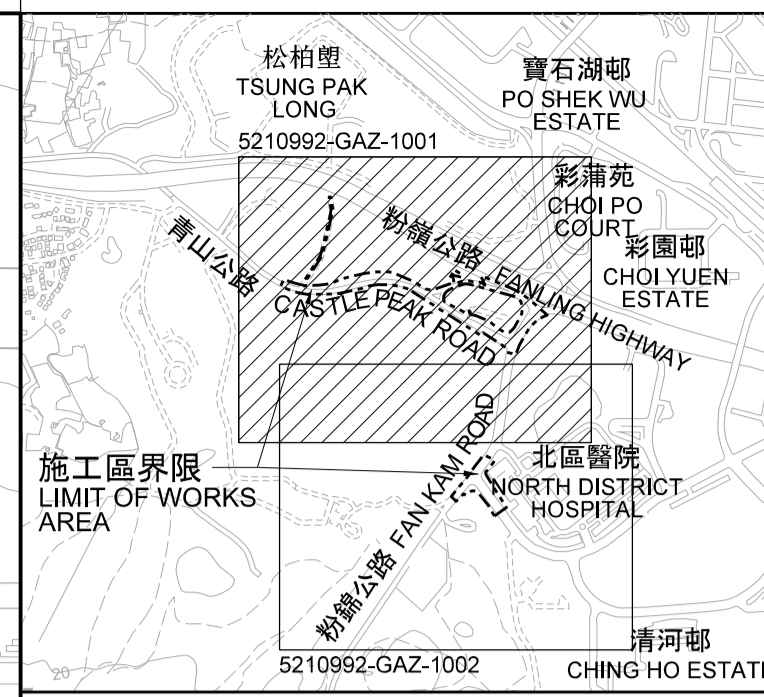 松柏塱
TSUNG PAK
LONG
寶石湖邨
PO SHEK WU
ESTATE
5210992-GAZ-1001
彩蒲苑
CHOI PO
COURT
彩園邨
CHOI YUEN
ESTATE
青山公路
CASTLE PEAK ROAD
粉嶺公路
FANLING HIGHWAY
施工區界限
LIMIT OF WORKS
AREA
北區醫院
NORTH DISTRICT
HOSPITAL
粉錦公路 FAN KAM ROAD
20
5210992-GAZ-1002
清河邨
CHING HO ESTATE